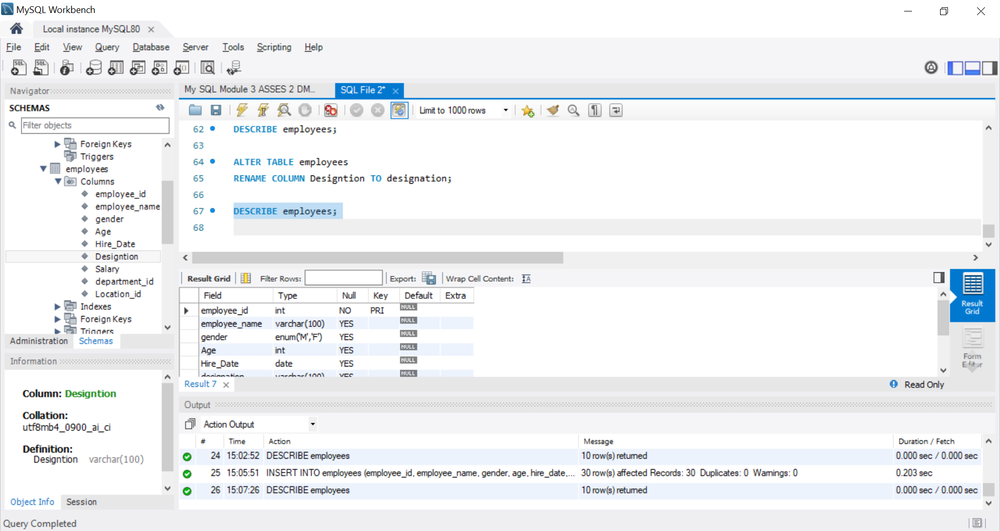 MySQL Workbench
Local instance MySQL80
File Edit View Query Database Server Tools Scripting Help
SQL SQL
Navigator
SCHEMAS
Filter objects
Foreign Keys
Triggers
employees
Columns
employee_id
employee_name
gender
Age
Hire_Date
Designtion
Salary
department_id
Location_id
Indexes
Foreign Keys
Triggers
Administration Schemas
Information
Column: Designtion
Collation:
utf8mb4_0900_ai_ci
Definition:
Designtion varchar(100)
Object Info Session
My SQL Module 3 ASSES 2 DM... SQL File 2*
Limit to 1000 rows
62 DESCRIBE employees;
63
64 ALTER TABLE employees
65 RENAME COLUMN Designtion TO designation;
66
67 DESCRIBE employees;
68
Result Grid Filter Rows: Export: Wrap Cell Content:
Field Type Null Key Default Extra
employee_id int NO PRI NULL
employee_name varchar(100) YES NULL
gender enum('M','F') YES NULL
Age int YES NULL
Hire_Date date YES NULL
designation varchar(100) YES NULL
Result Grid
Form Editor
Result 7 Read Only
Output
Action Output
# Time Action Message Duration / Fetch
24 15:02:52 DESCRIBE employees 10 row(s) returned 0.000 sec / 0.000 sec
25 15:05:51 INSERT INTO employees (employee_id, employee_name, gender, age, hire_date,... 30 row(s) affected Records: 30 Duplicates: 0 Warnings: 0 0.203 sec
26 15:07:26 DESCRIBE employees 10 row(s) returned 0.000 sec / 0.000 sec
Query Completed